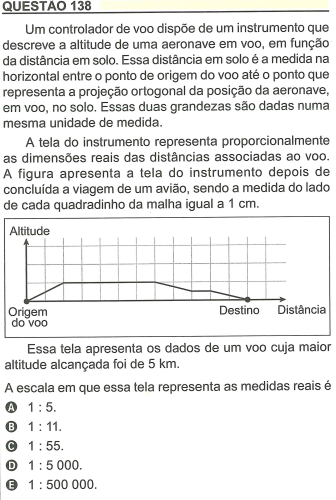 QUESTÃO 138
Um controlador de voo dispõe de um instrumento que
descreve a altitude de uma aeronave em voo, em função
da distância em solo. Essa distância em solo é a medida na
horizontal entre o ponto de origem do voo até o ponto que
representa a projeção ortogonal da posição da aeronave,
em voo, no solo. Essas duas grandezas são dadas numa
mesma unidade de medida.
A tela do instrumento representa proporcionalmente
as dimensões reais das distâncias associadas ao voo.
A figura apresenta a tela do instrumento depois de
concluída a viagem de um avião, sendo a medida do lado
de cada quadradinho da malha igual a 1 cm.
Altitude
Origem
do voo
Destino
Distância
Essa tela apresenta os dados de um voo cuja maior
altitude alcançada foi de 5 km.
A escala em que essa tela representa as medidas reais é
A 1 : 5.
B 1 : 11.
C 1 : 55.
D 1 : 5 000.
E 1 : 500 000.